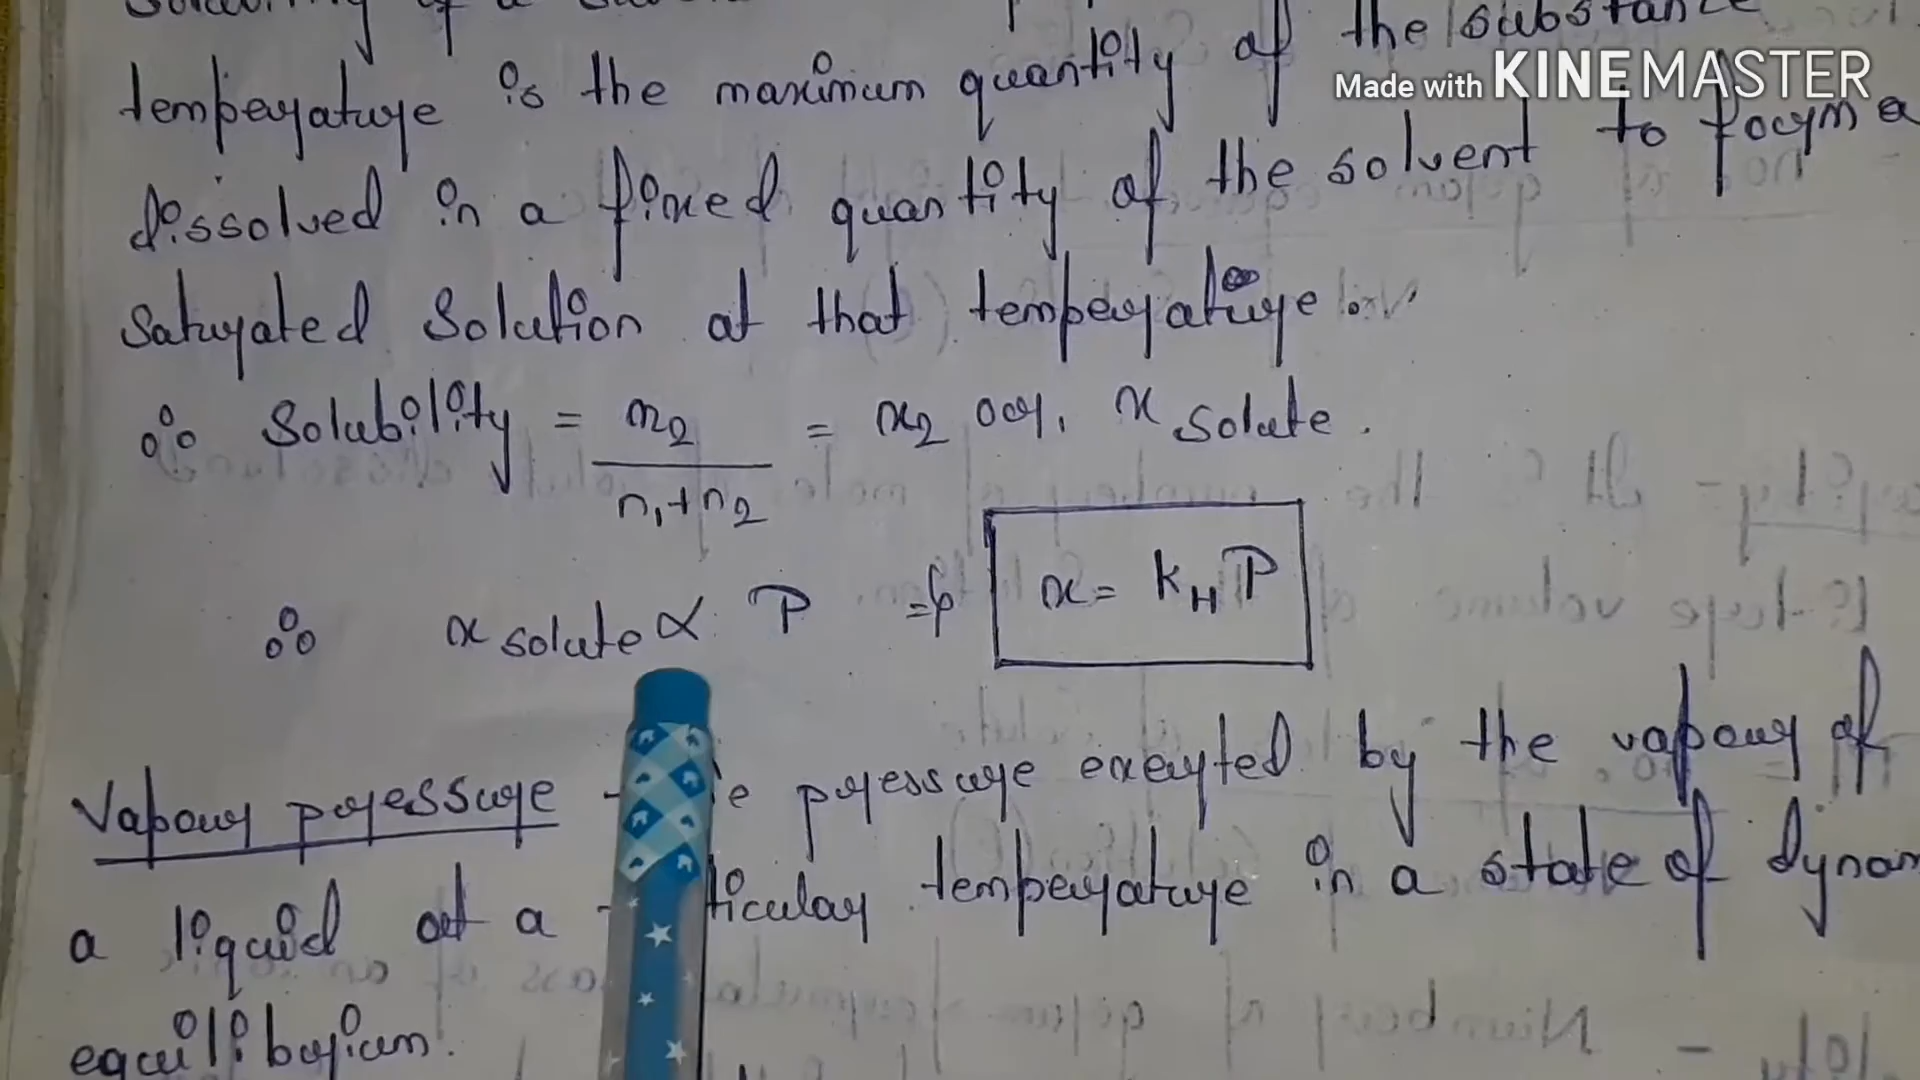 of a
temperature is the maximum quantity of the substance
Made with KINEMASTER
dissolved in a fixed quantity of the solvent to form a
saturated solution at that temperature.
∴ Solubility = n2 / n1+n2 = x2 or x solute.
∴ x solute ∝ P ⇒ x = KH P
Vapour pressure - pressure exerted by the vapour of
a liquid at a temperature in a state of
equilibrium.